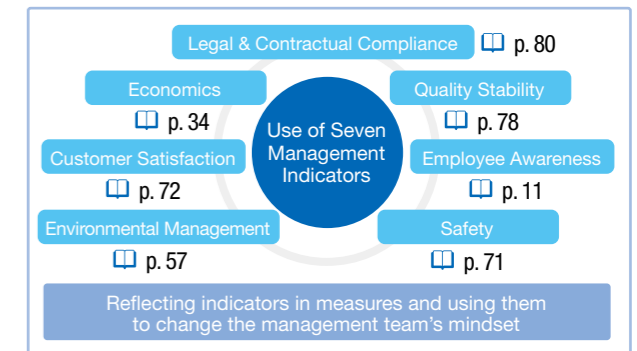 Legal & Contractual Compliance p. 80
Economics
p. 34
Quality Stability
p. 78
Use of Seven
Management
Indicators
Customer Satisfaction
p. 72
Employee Awareness
p. 11
Environmental Management
p. 57
Safety
p. 71
Reflecting indicators in measures and using them
to change the management team's mindset